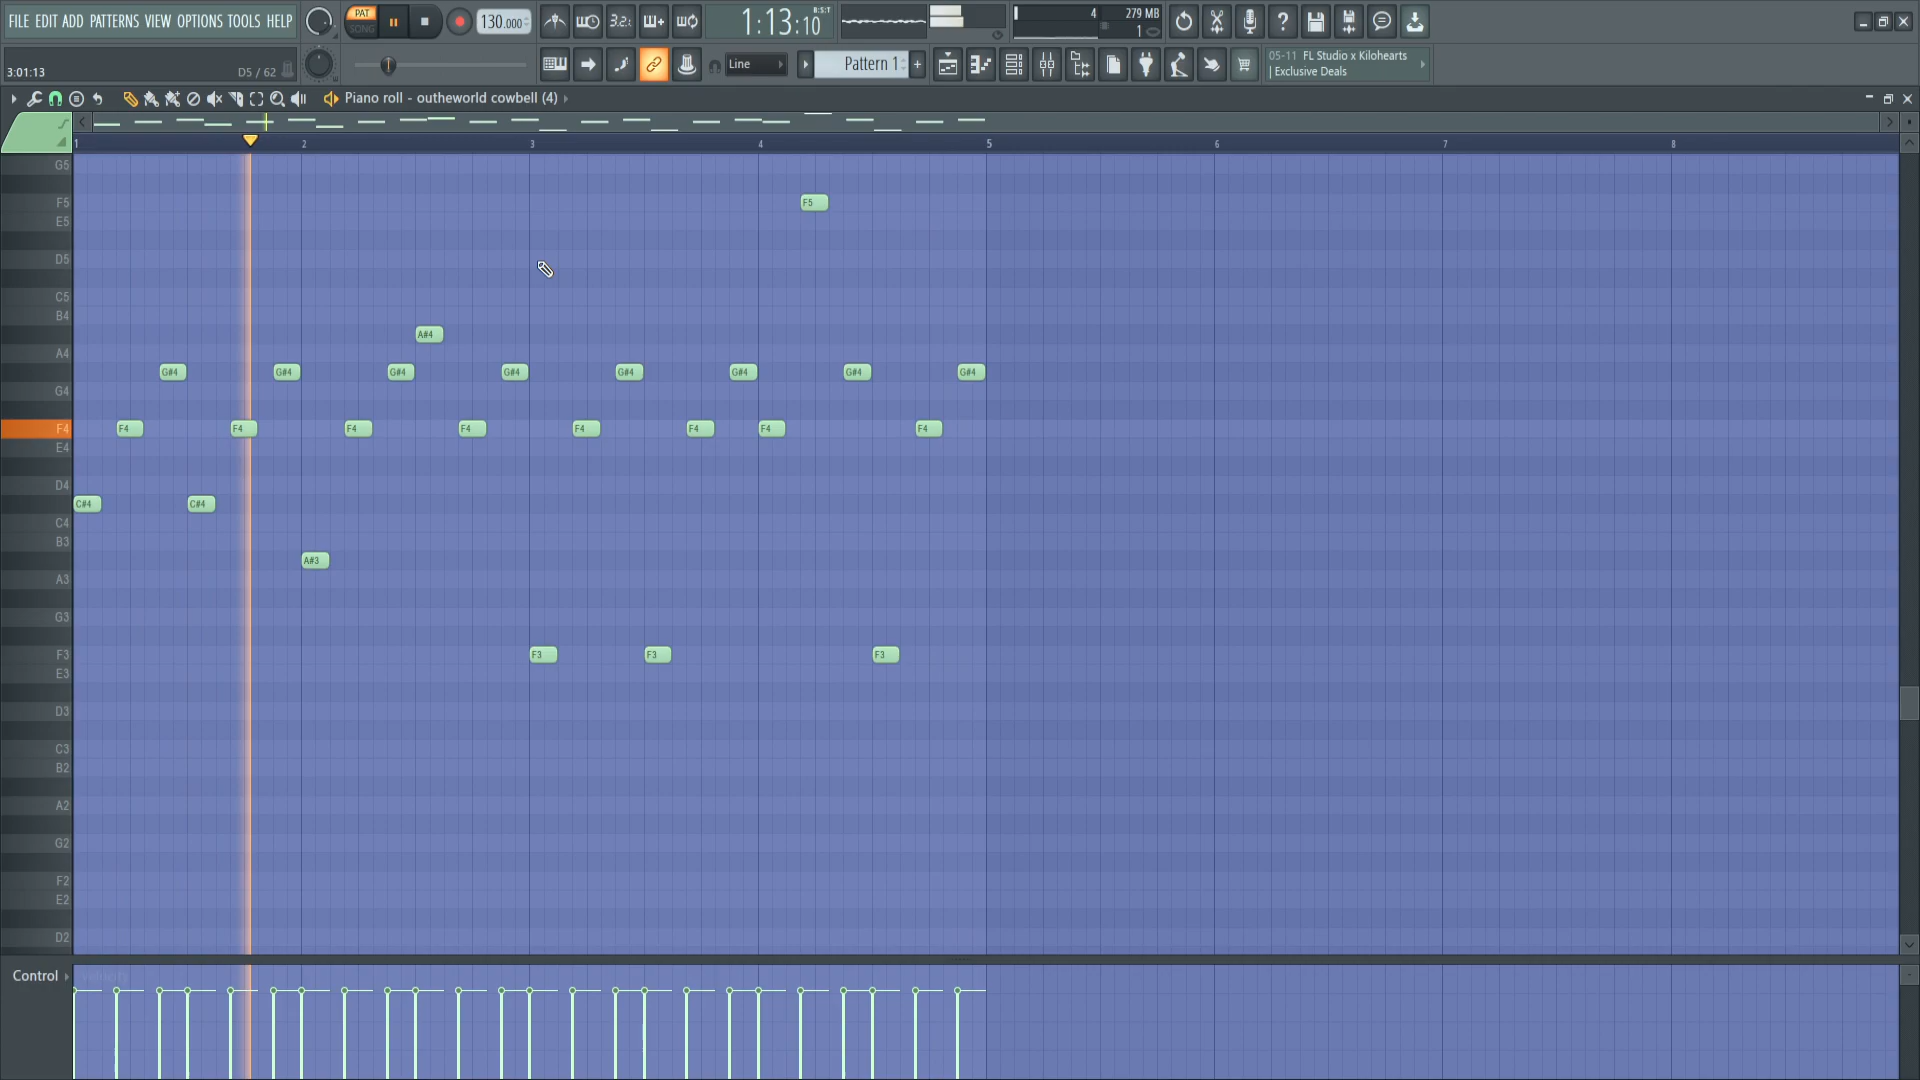 FILE EDIT ADD PATTERNS VIEW OPTIONS TOOLS HELP
PAT
SONG
130.000
3.2:
1:13:10
B:S:T
4
279 MB
1
3:01:13
D5 / 62
Line
Pattern 1
+
05-11 FL Studio x Kilohearts
| Exclusive Deals
Piano roll - outheworld cowbell (4)
1 2 3 4 5 6 7 8
G5
F5 F5
E5
D5
C5
B4
A#4
A4
G#4 G#4 G#4 G#4 G#4 G#4 G#4 G#4
G4
F4 F4 F4 F4 F4 F4 F4 F4 F4
E4
D4
C#4 C#4
C4
B3
A#3
A3
G3
F3 F3 F3 F3
E3
D3
C3
B2
A2
G2
F2
E2
D2
Control